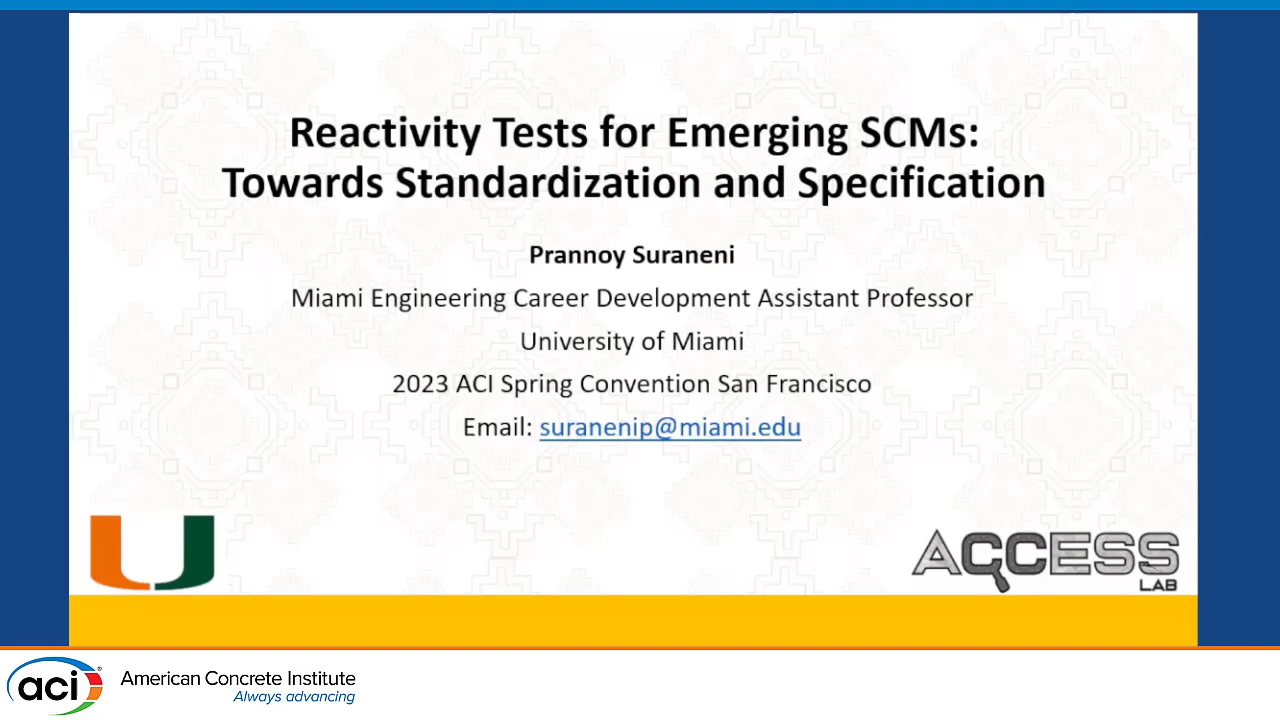 Reactivity Tests for Emerging SCMs:
Towards Standardization and Specification
Prannoy Suraneni
Miami Engineering Career Development Assistant Professor
University of Miami
2023 ACI Spring Convention San Francisco
Email: suranenip@miami.edu
U
ACCESS
LAB
aci®
American Concrete Institute
Always advancing